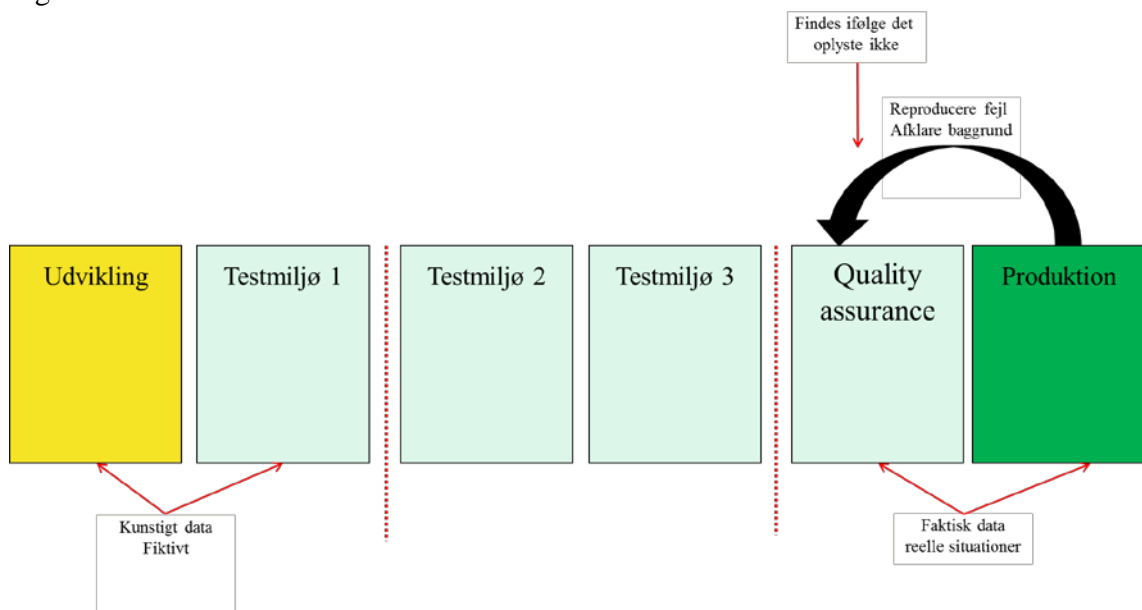 Findes ifølge det
oplyste ikke
Reproducere fejl
Afklare baggrund
Udvikling
Testmiljø 1
Testmiljø 2
Testmiljø 3
Quality
assurance
Produktion
Kunstigt data
Fiktivt
Faktisk data
reelle situationer